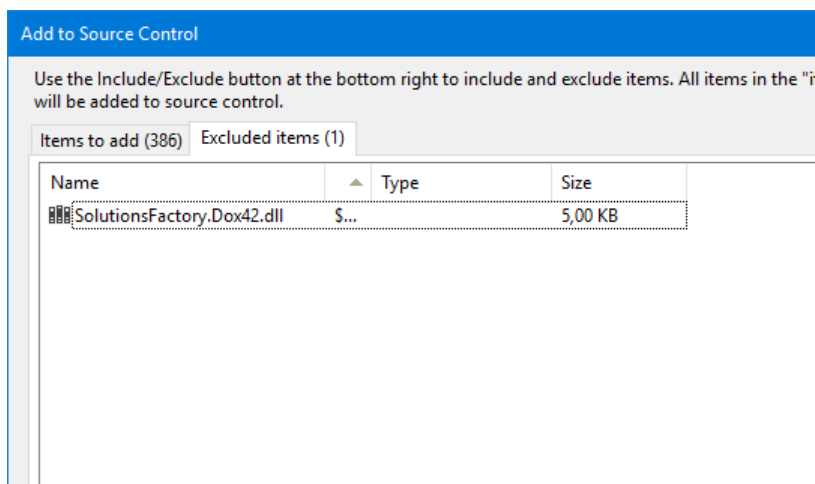 Add to Source Control
Use the Include/Exclude button at the bottom right to include and exclude items. All items in the "i
will be added to source control.
Items to add (386) Excluded items (1)
Name Type Size
SolutionsFactory.Dox42.dll $... 5,00 KB